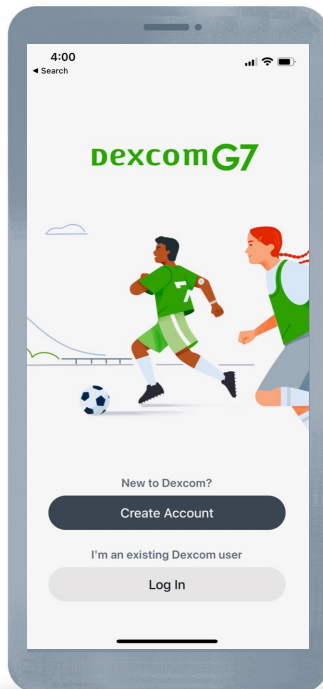 4:00
◀ Search
Dexcom G7
New to Dexcom?
Create Account
I'm an existing Dexcom user
Log In